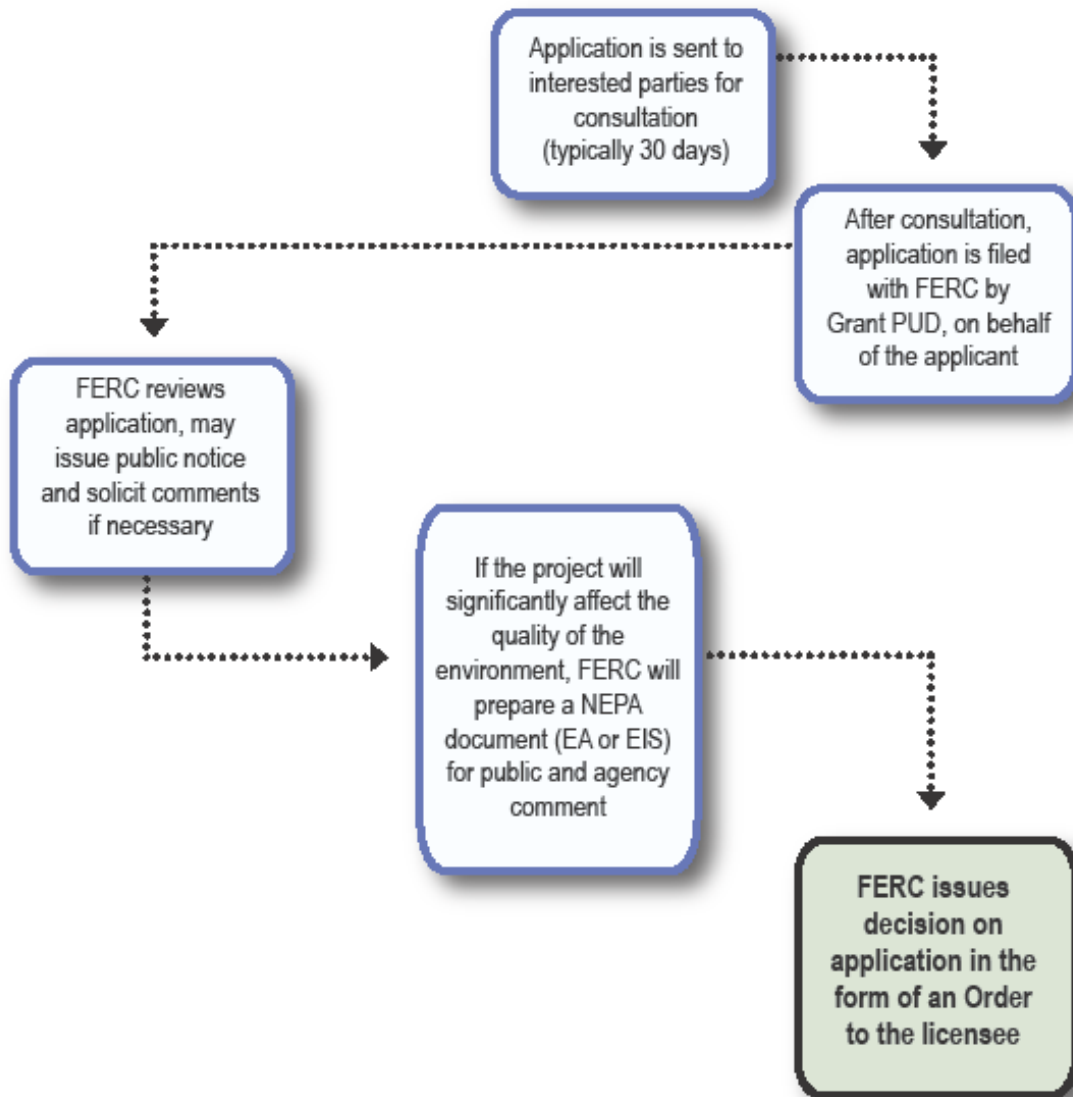 Application is sent to
interested parties for
consultation
(typically 30 days)
After consultation,
application is filed
with FERC by
Grant PUD, on behalf
of the applicant
FERC reviews
application, may
issue public notice
and solicit comments
if necessary
If the project will
significantly affect the
quality of the
environment, FERC will
prepare a NEPA
document (EA or EIS)
for public and agency
comment
FERC issues
decision on
application in the
form of an Order
to the licensee